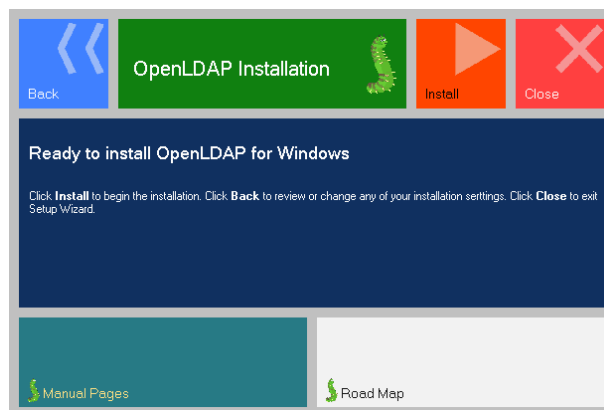 Back
OpenLDAP Installation
Install
Close
Ready to install OpenLDAP for Windows
Click Install to begin the installation. Click Back to review or change any of your installation serttings. Click Close to exit
Setup Wizard.
Manual Pages
Road Map